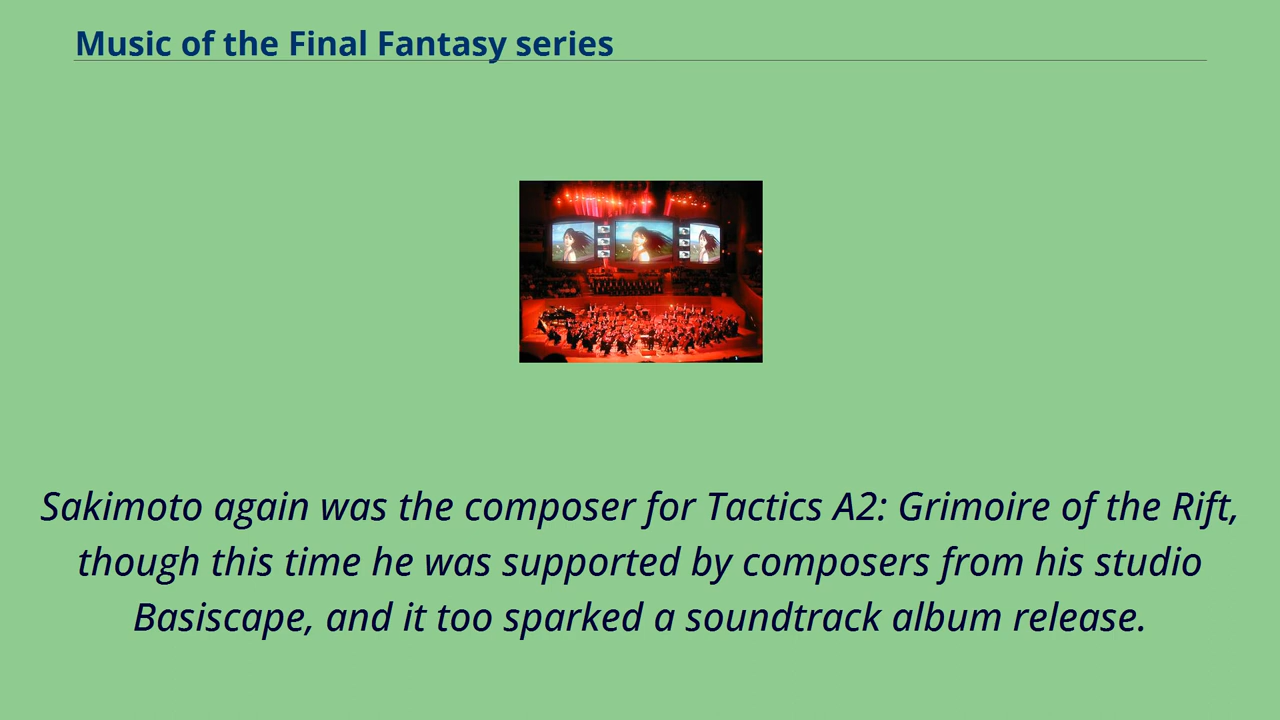 Music of the Final Fantasy series
Sakimoto again was the composer for Tactics A2: Grimoire of the Rift,
though this time he was supported by composers from his studio
Basiscape, and it too sparked a soundtrack album release.